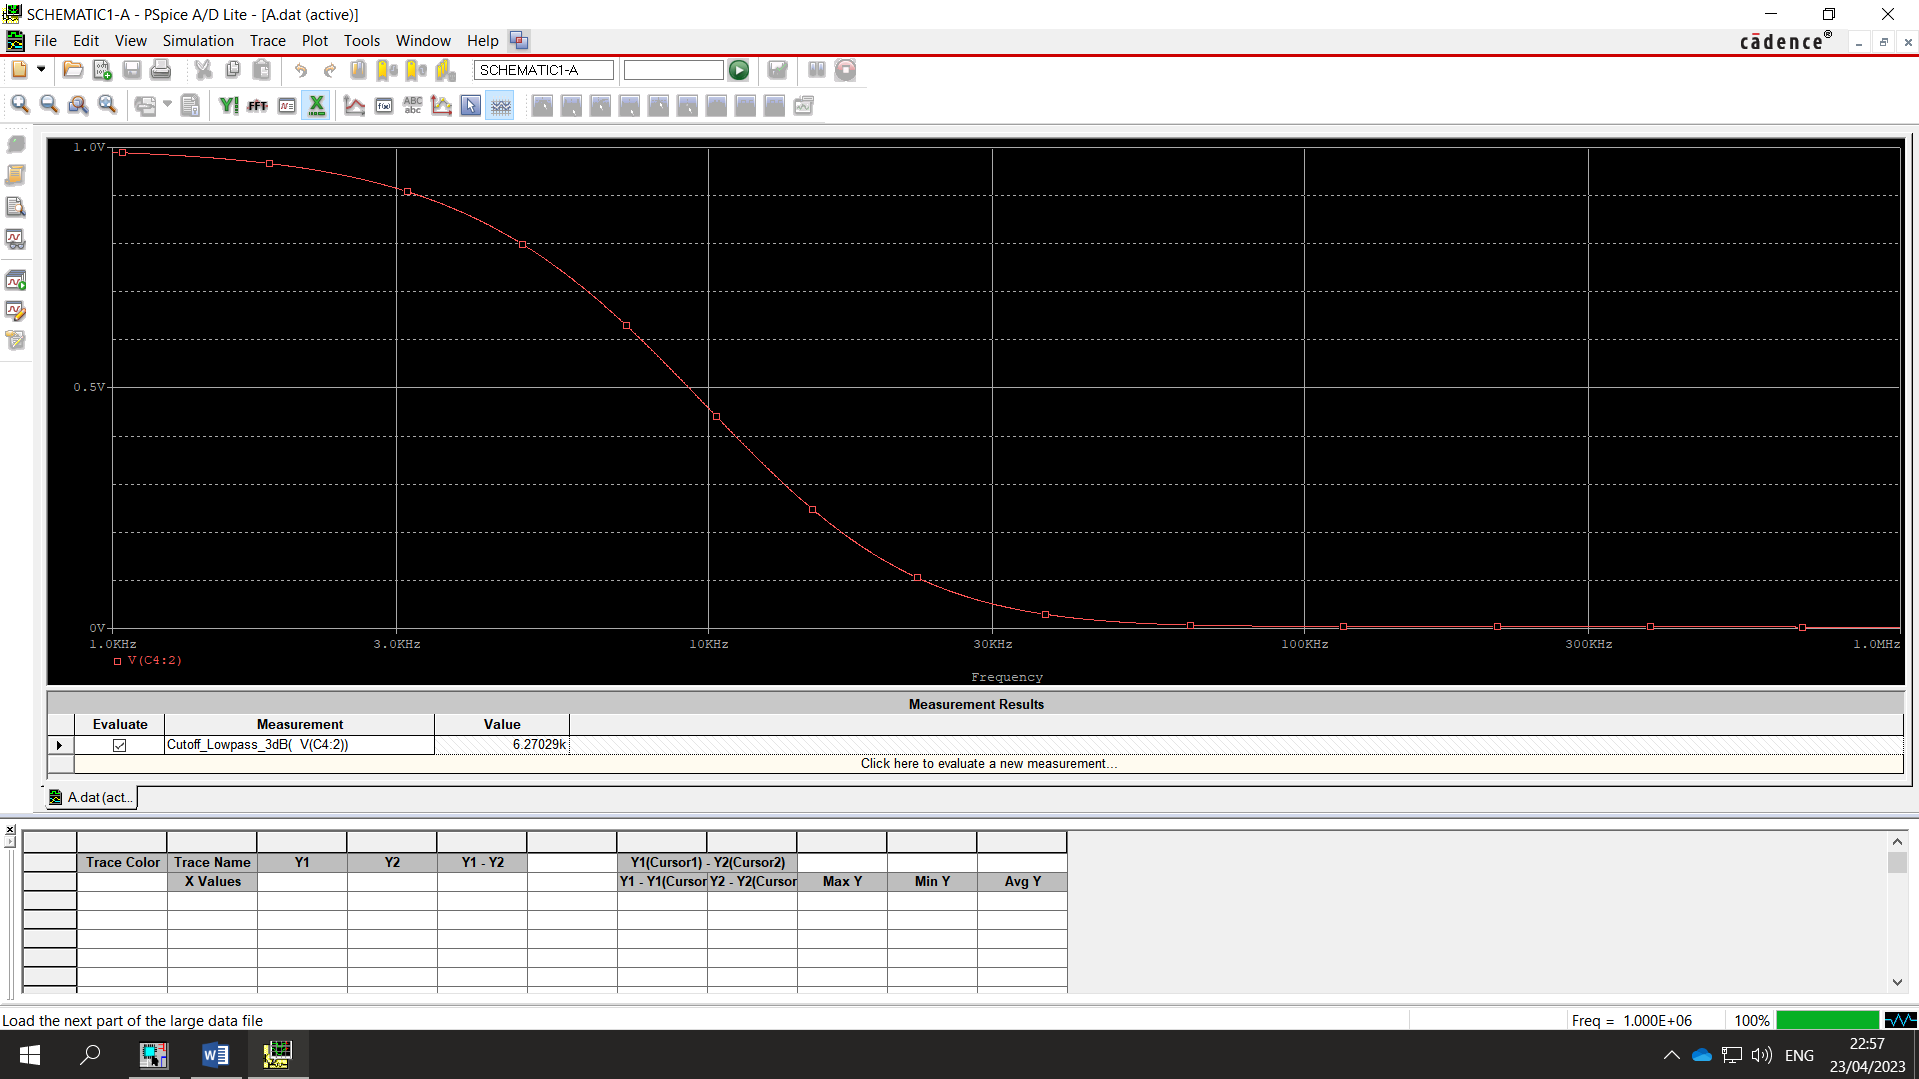 SCHEMATIC1-A - PSpice A/D Lite - [A.dat (active)]
File Edit View Simulation Trace Plot Tools Window Help
cādence®
SCHEMATIC1-A
FFT
ABC
abc
1.0V
0.5V
0V
1.0KHz 3.0KHz 10KHz 30KHz 100KHz 300KHz 1.0MHz
V(C4:2)
Frequency
Measurement Results
Evaluate Measurement Value
Cutoff_Lowpass_3dB( V(C4:2)) 6.27029k
Click here to evaluate a new measurement...
A.dat (act...
Trace Color Trace Name Y1 Y2 Y1 - Y2 Y1(Cursor1) - Y2(Cursor2)
X Values Y1 - Y1(Cursor Y2 - Y2(Cursor Max Y Min Y Avg Y
Load the next part of the large data file Freq = 1.000E+06 100%
ENG
22:57
23/04/2023